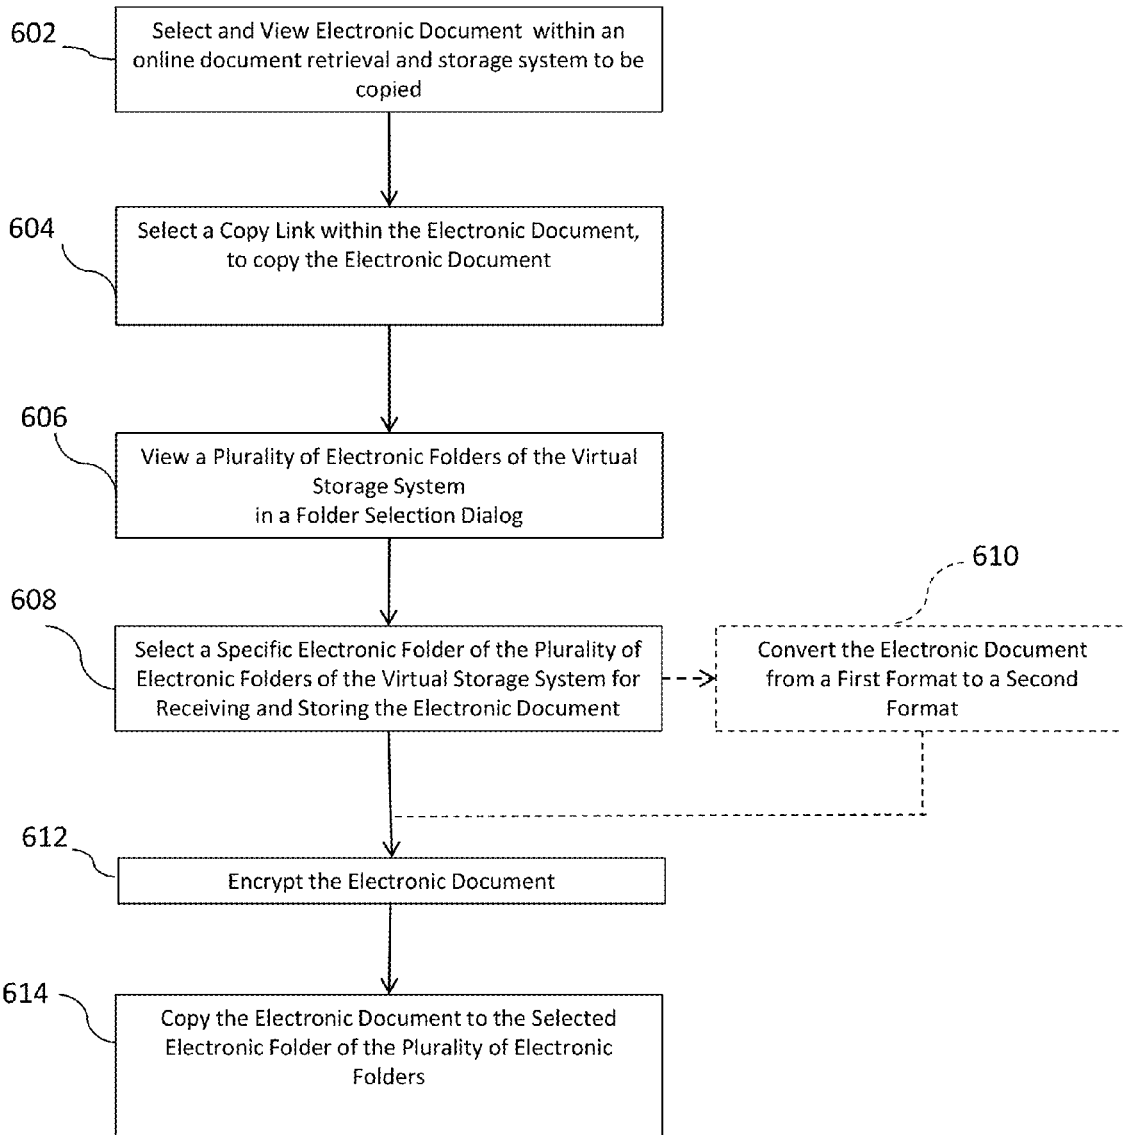 602
Select and View Electronic Document within an
online document retrieval and storage system to be
copied
604
Select a Copy Link within the Electronic Document,
to copy the Electronic Document
606
View a Plurality of Electronic Folders of the Virtual
Storage System
in a Folder Selection Dialog
608
Select a Specific Electronic Folder of the Plurality of
Electronic Folders of the Virtual Storage System for
Receiving and Storing the Electronic Document
610
Convert the Electronic Document
from a First Format to a Second
Format
612
Encrypt the Electronic Document
614
Copy the Electronic Document to the Selected
Electronic Folder of the Plurality of Electronic
Folders